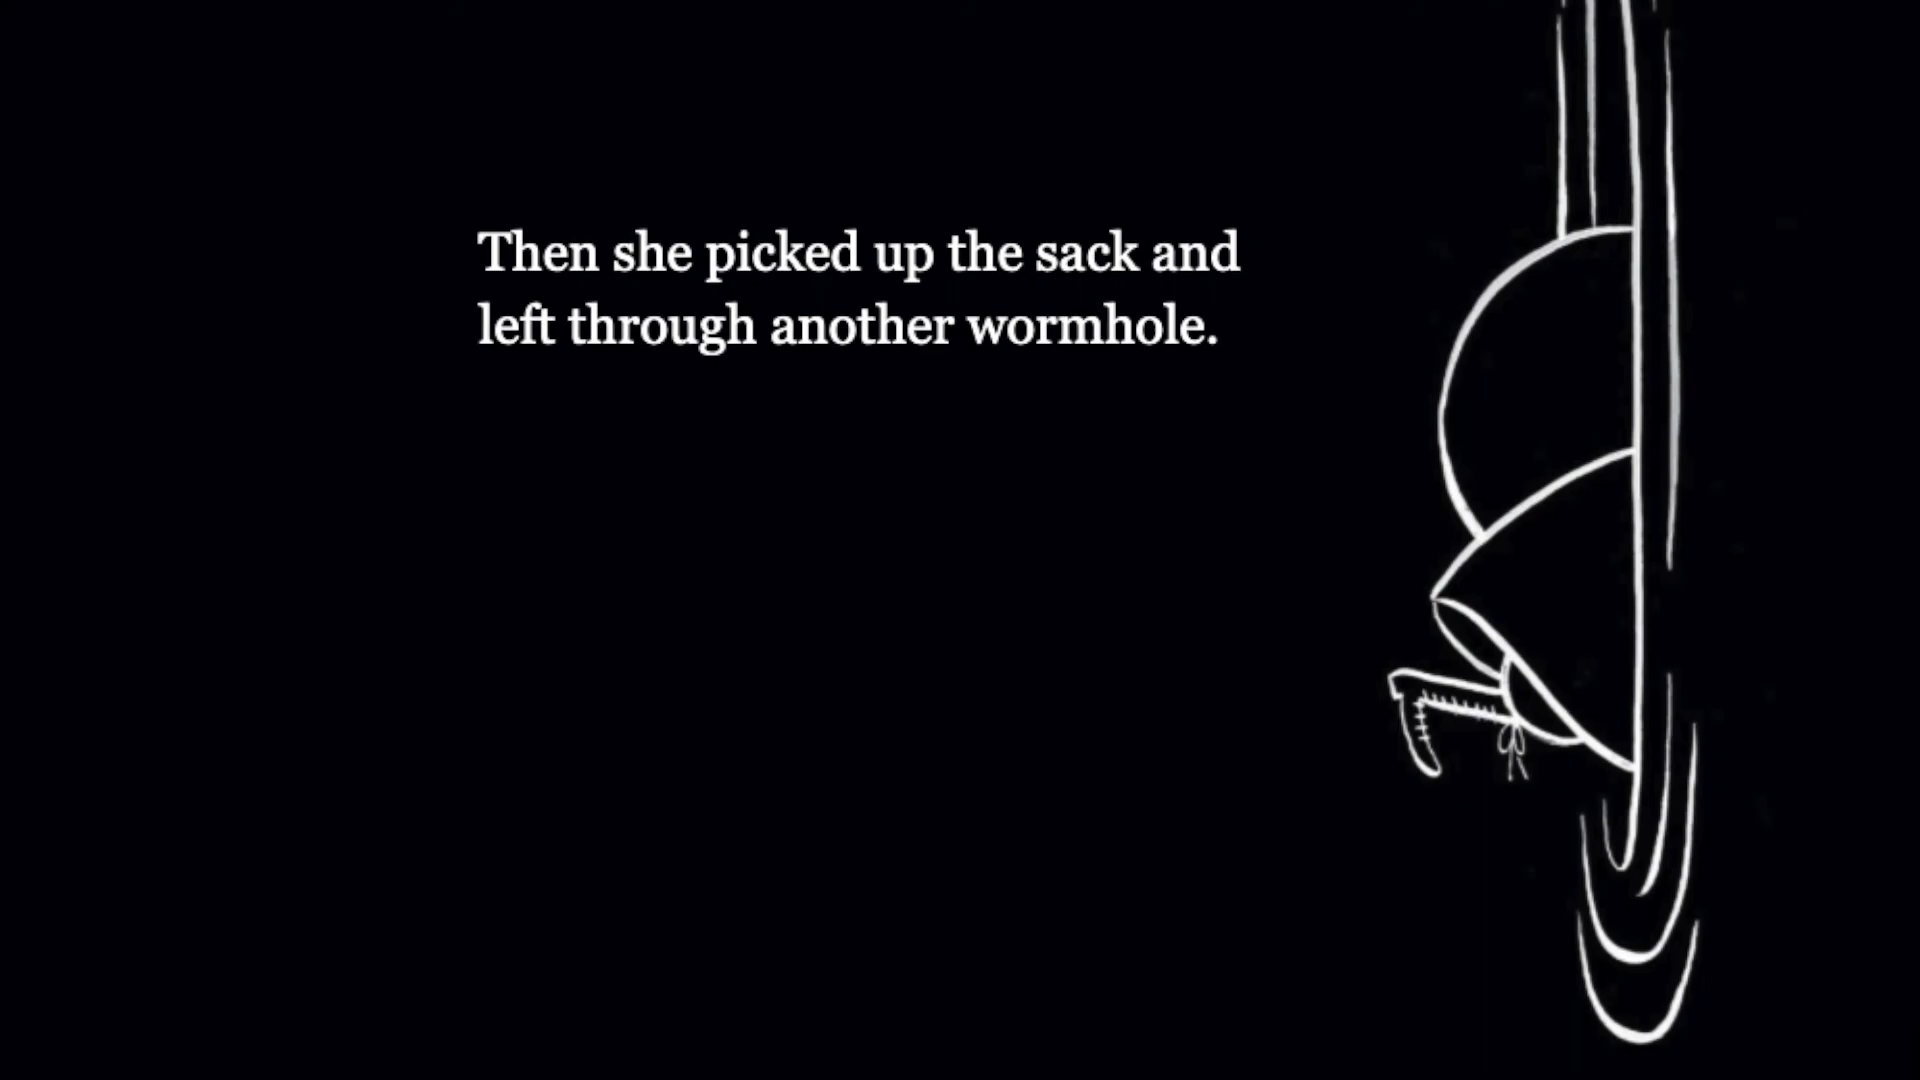 Then she picked up the sack and
left through another wormhole.